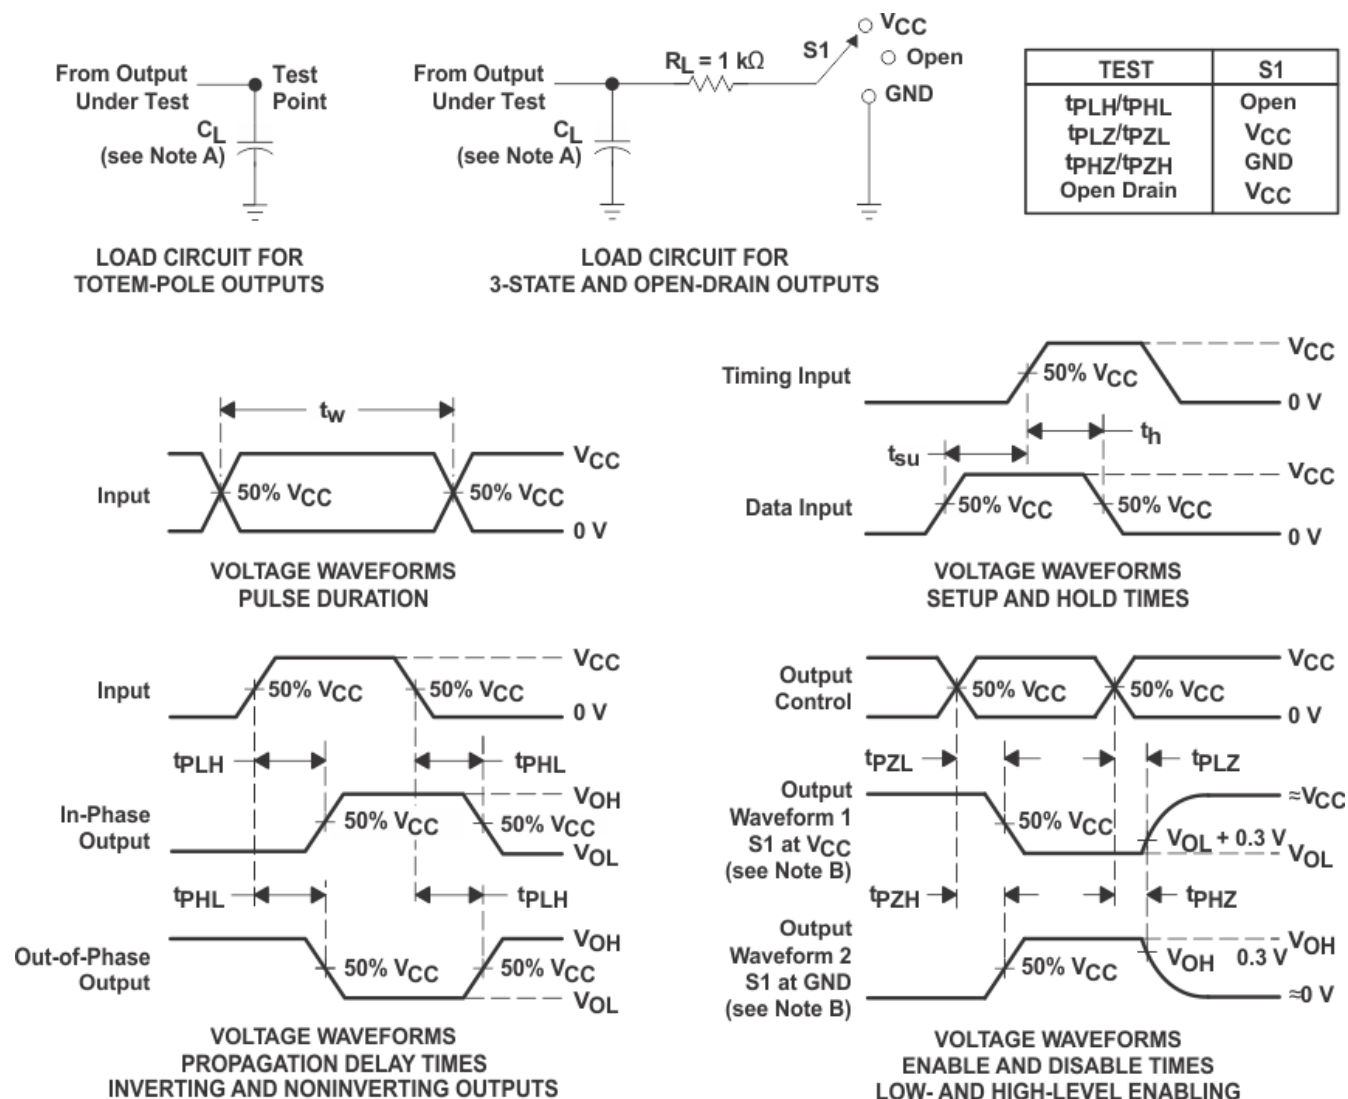 From Output
Under Test
Test
Point
CL
(see Note A)
LOAD CIRCUIT FOR
TOTEM-POLE OUTPUTS
From Output
Under Test
CL
(see Note A)
RL = 1 kΩ
S1
VCC
Open
GND
LOAD CIRCUIT FOR
3-STATE AND OPEN-DRAIN OUTPUTS
TEST S1
tPLH/tPHL Open
tPLZ/tPZL VCC
tPHZ/tPZH GND
Open Drain VCC
tw
Input
50% VCC
50% VCC
VCC
0 V
VOLTAGE WAVEFORMS
PULSE DURATION
Timing Input
50% VCC
VCC
0 V
th
tsu
Data Input
50% VCC
50% VCC
VCC
0 V
VOLTAGE WAVEFORMS
SETUP AND HOLD TIMES
Input
50% VCC
50% VCC
VCC
0 V
tPLH
tPHL
In-Phase
Output
50% VCC
50% VCC
VOH
VOL
tPHL
tPLH
Out-of-Phase
Output
50% VCC
50% VCC
VOH
VOL
VOLTAGE WAVEFORMS
PROPAGATION DELAY TIMES
INVERTING AND NONINVERTING OUTPUTS
Output
Control
50% VCC
50% VCC
VCC
0 V
tPZL
tPLZ
Output
Waveform 1
S1 at VCC
(see Note B)
50% VCC
VOL + 0.3 V
≈VCC
VOL
tPZH
tPHZ
Output
Waveform 2
S1 at GND
(see Note B)
50% VCC
VOH 0.3 V
VOH
≈0 V
VOLTAGE WAVEFORMS
ENABLE AND DISABLE TIMES
LOW- AND HIGH-LEVEL ENABLING